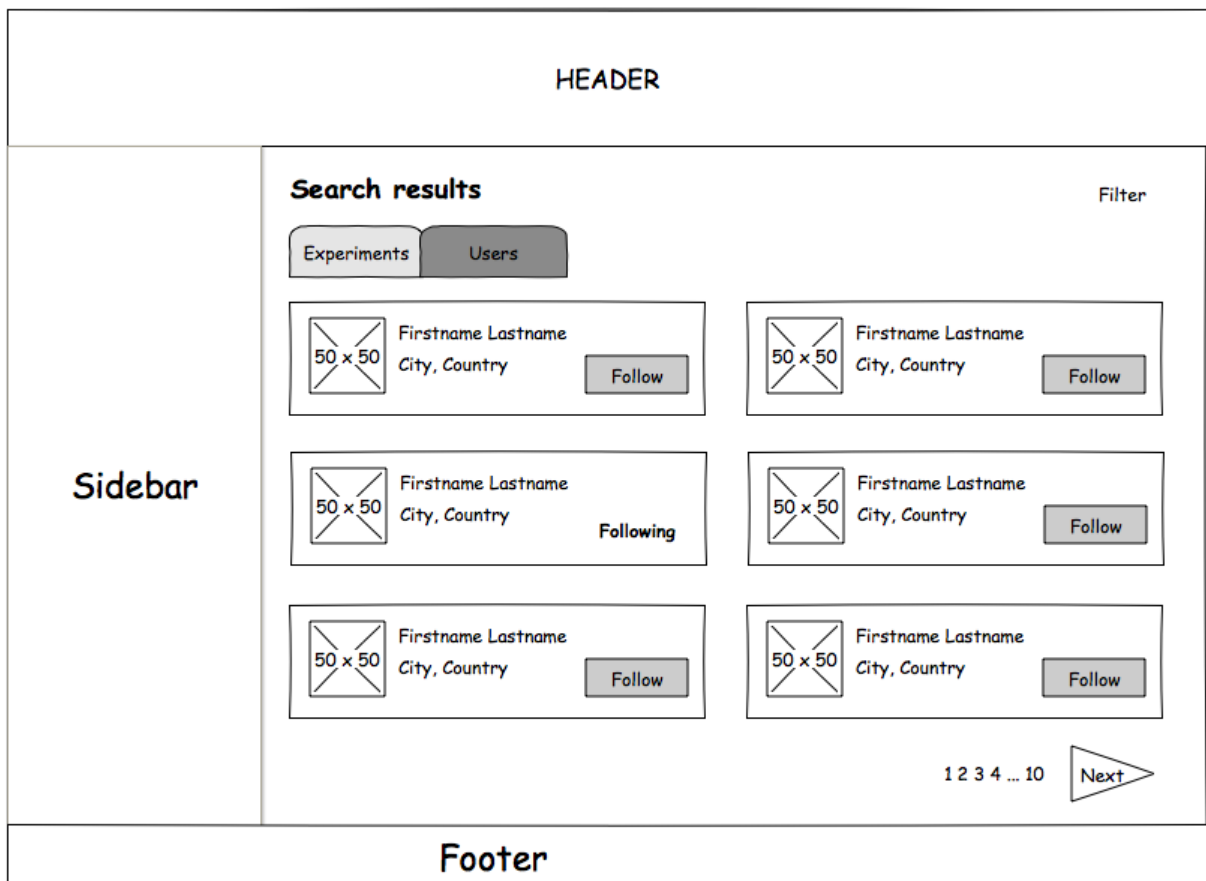 HEADER
Search results
Filter
Experiments
Users
Sidebar
50 x 50
Firstname Lastname
City, Country
Follow
50 x 50
Firstname Lastname
City, Country
Follow
50 x 50
Firstname Lastname
City, Country
Following
50 x 50
Firstname Lastname
City, Country
Follow
50 x 50
Firstname Lastname
City, Country
Follow
50 x 50
Firstname Lastname
City, Country
Follow
1 2 3 4 ... 10
Next
Footer